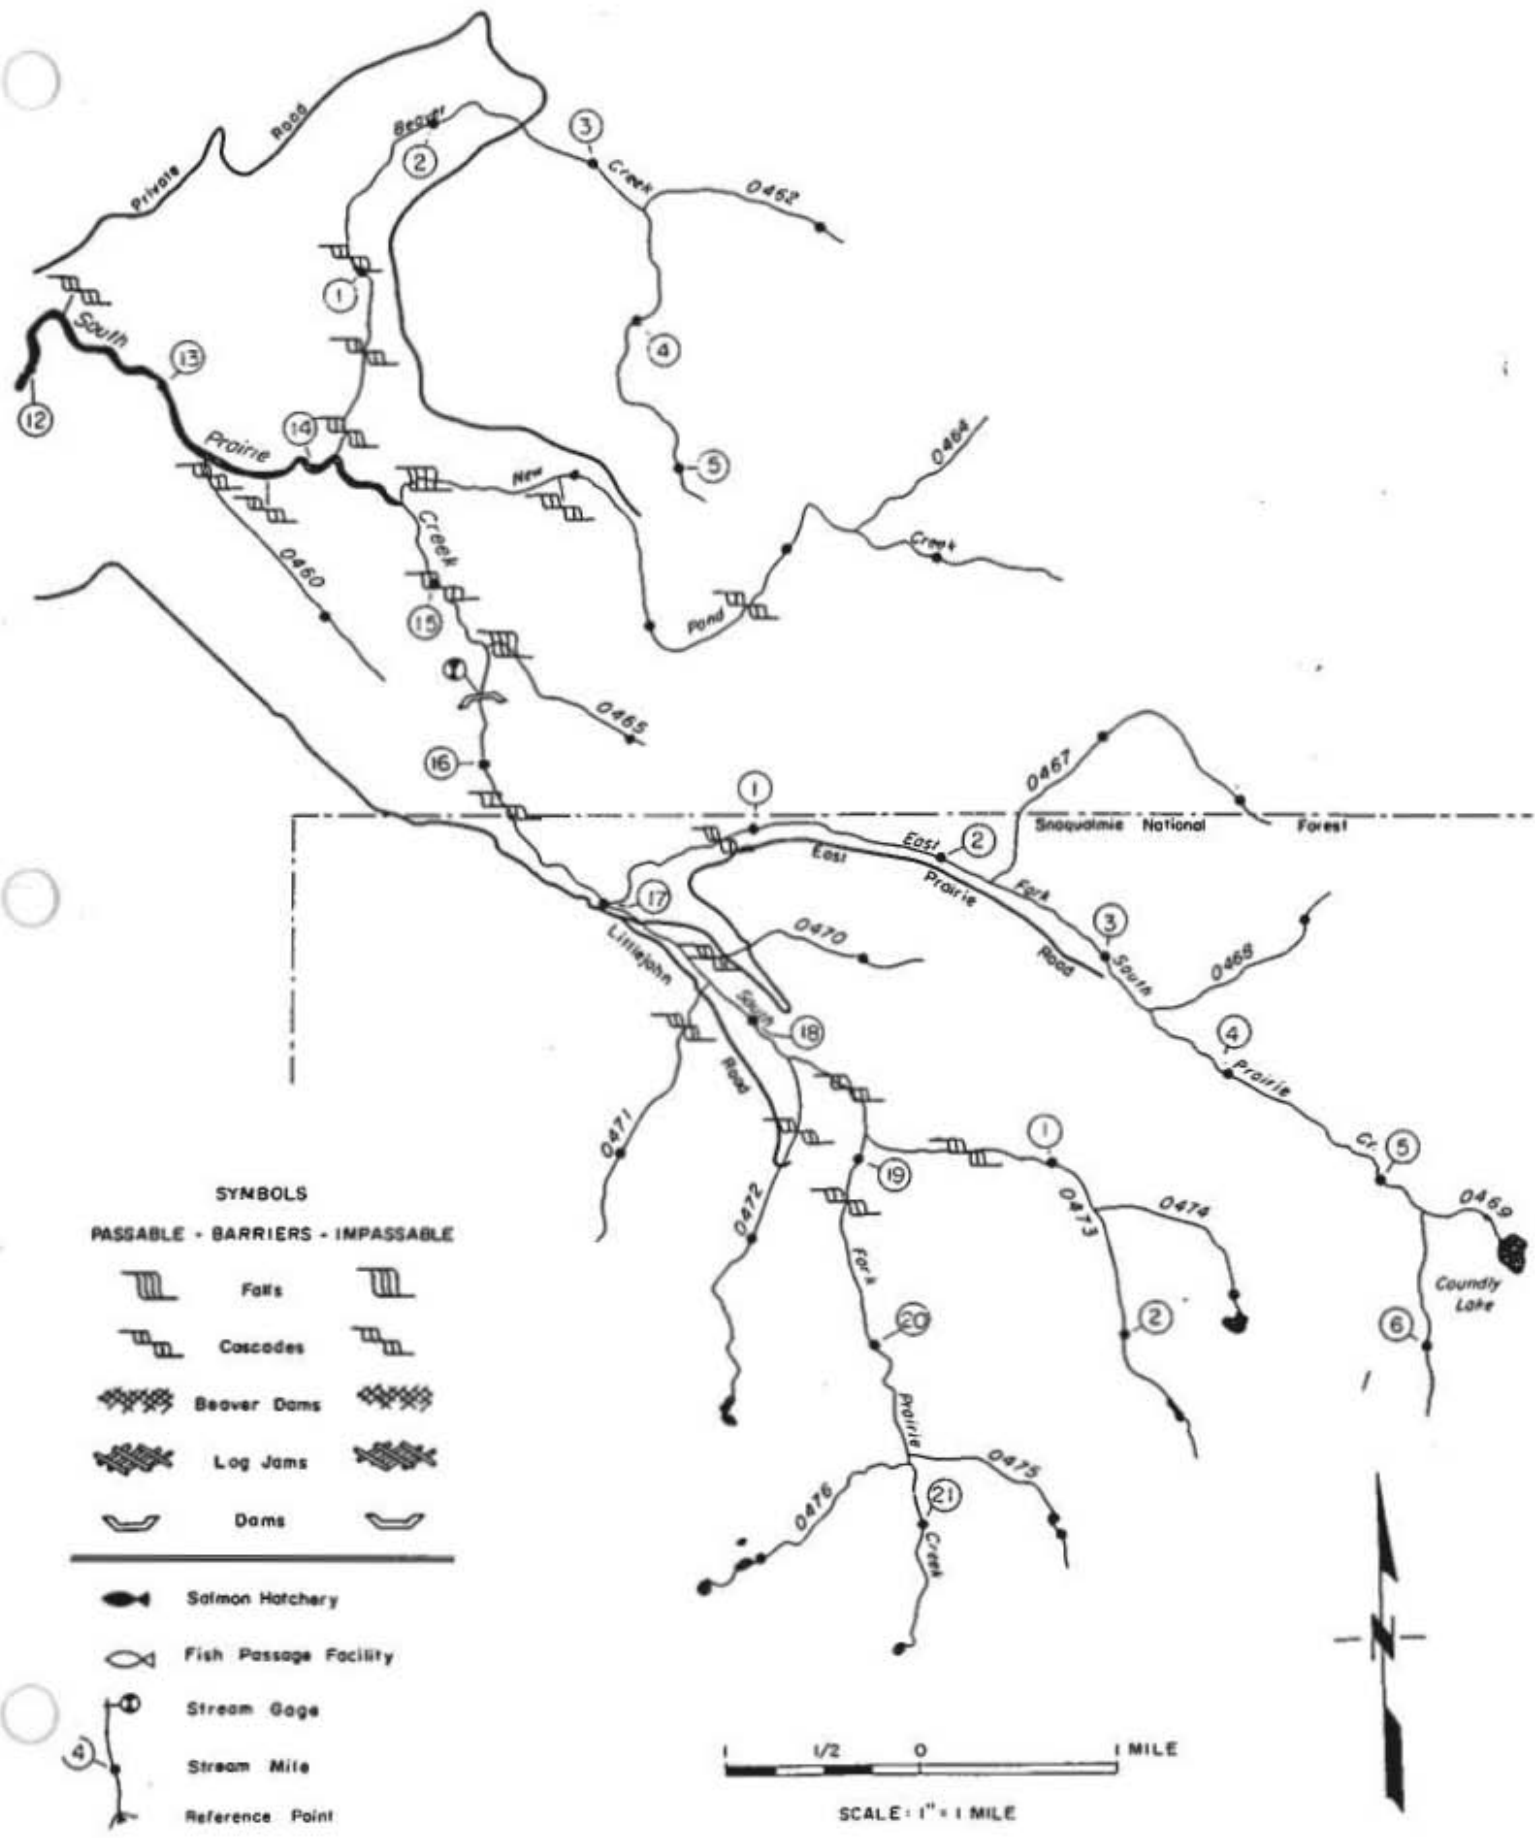 Private Road
Beaver
2
3
Creek
0462
1
South
13
4
12
14
Prairie
5
New
0464
Creek
Creek
0460
15
Pond
0465
16
0467
1
Snoqualmie National Forest
East
2
East
Prairie
Fork
17
3
Littlejohn
0470
Road
South
0468
South
18
4
Prairie
Road
0471
1
Cr.
5
19
0472
0473
0474
0469
SYMBOLS
PASSABLE - BARRIERS - IMPASSABLE
Fork
Coundly
Lake
Falls
20
2
6
Cascades
Beaver Dams
Prairie
Log Jams
0475
0476
21
Dams
Creek
Salmon Hatchery
Fish Passage Facility
N
Stream Gage
4
Stream Mile
1 1/2 0 1 MILE
Reference Point
SCALE: 1" = 1 MILE